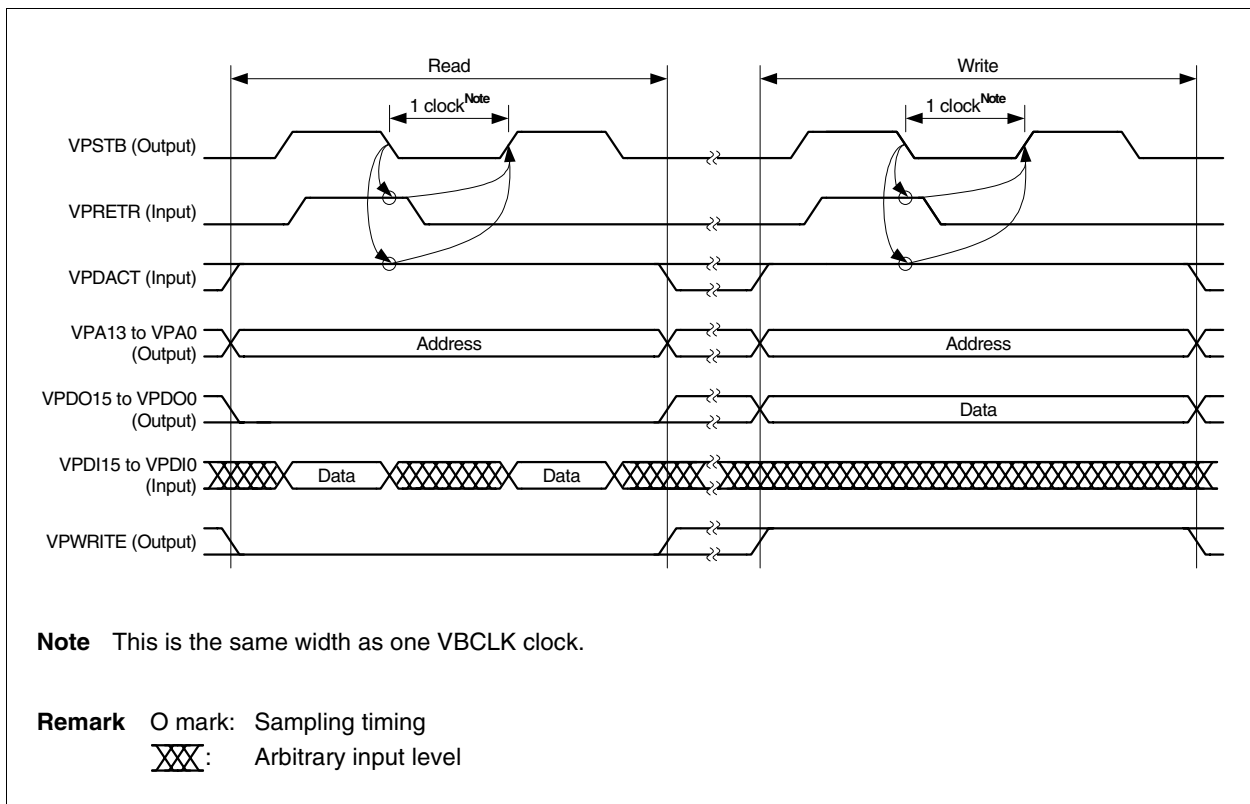 Read Write
1 clockNote 1 clockNote
VPSTB (Output)
VPRETR (Input)
VPDACT (Input)
VPA13 to VPA0
(Output)
Address Address
VPDO15 to VPDO0
(Output)
Data
VPDI15 to VPDI0
(Input)
Data Data
VPWRITE (Output)
Note This is the same width as one VBCLK clock.
Remark O mark: Sampling timing
: Arbitrary input level